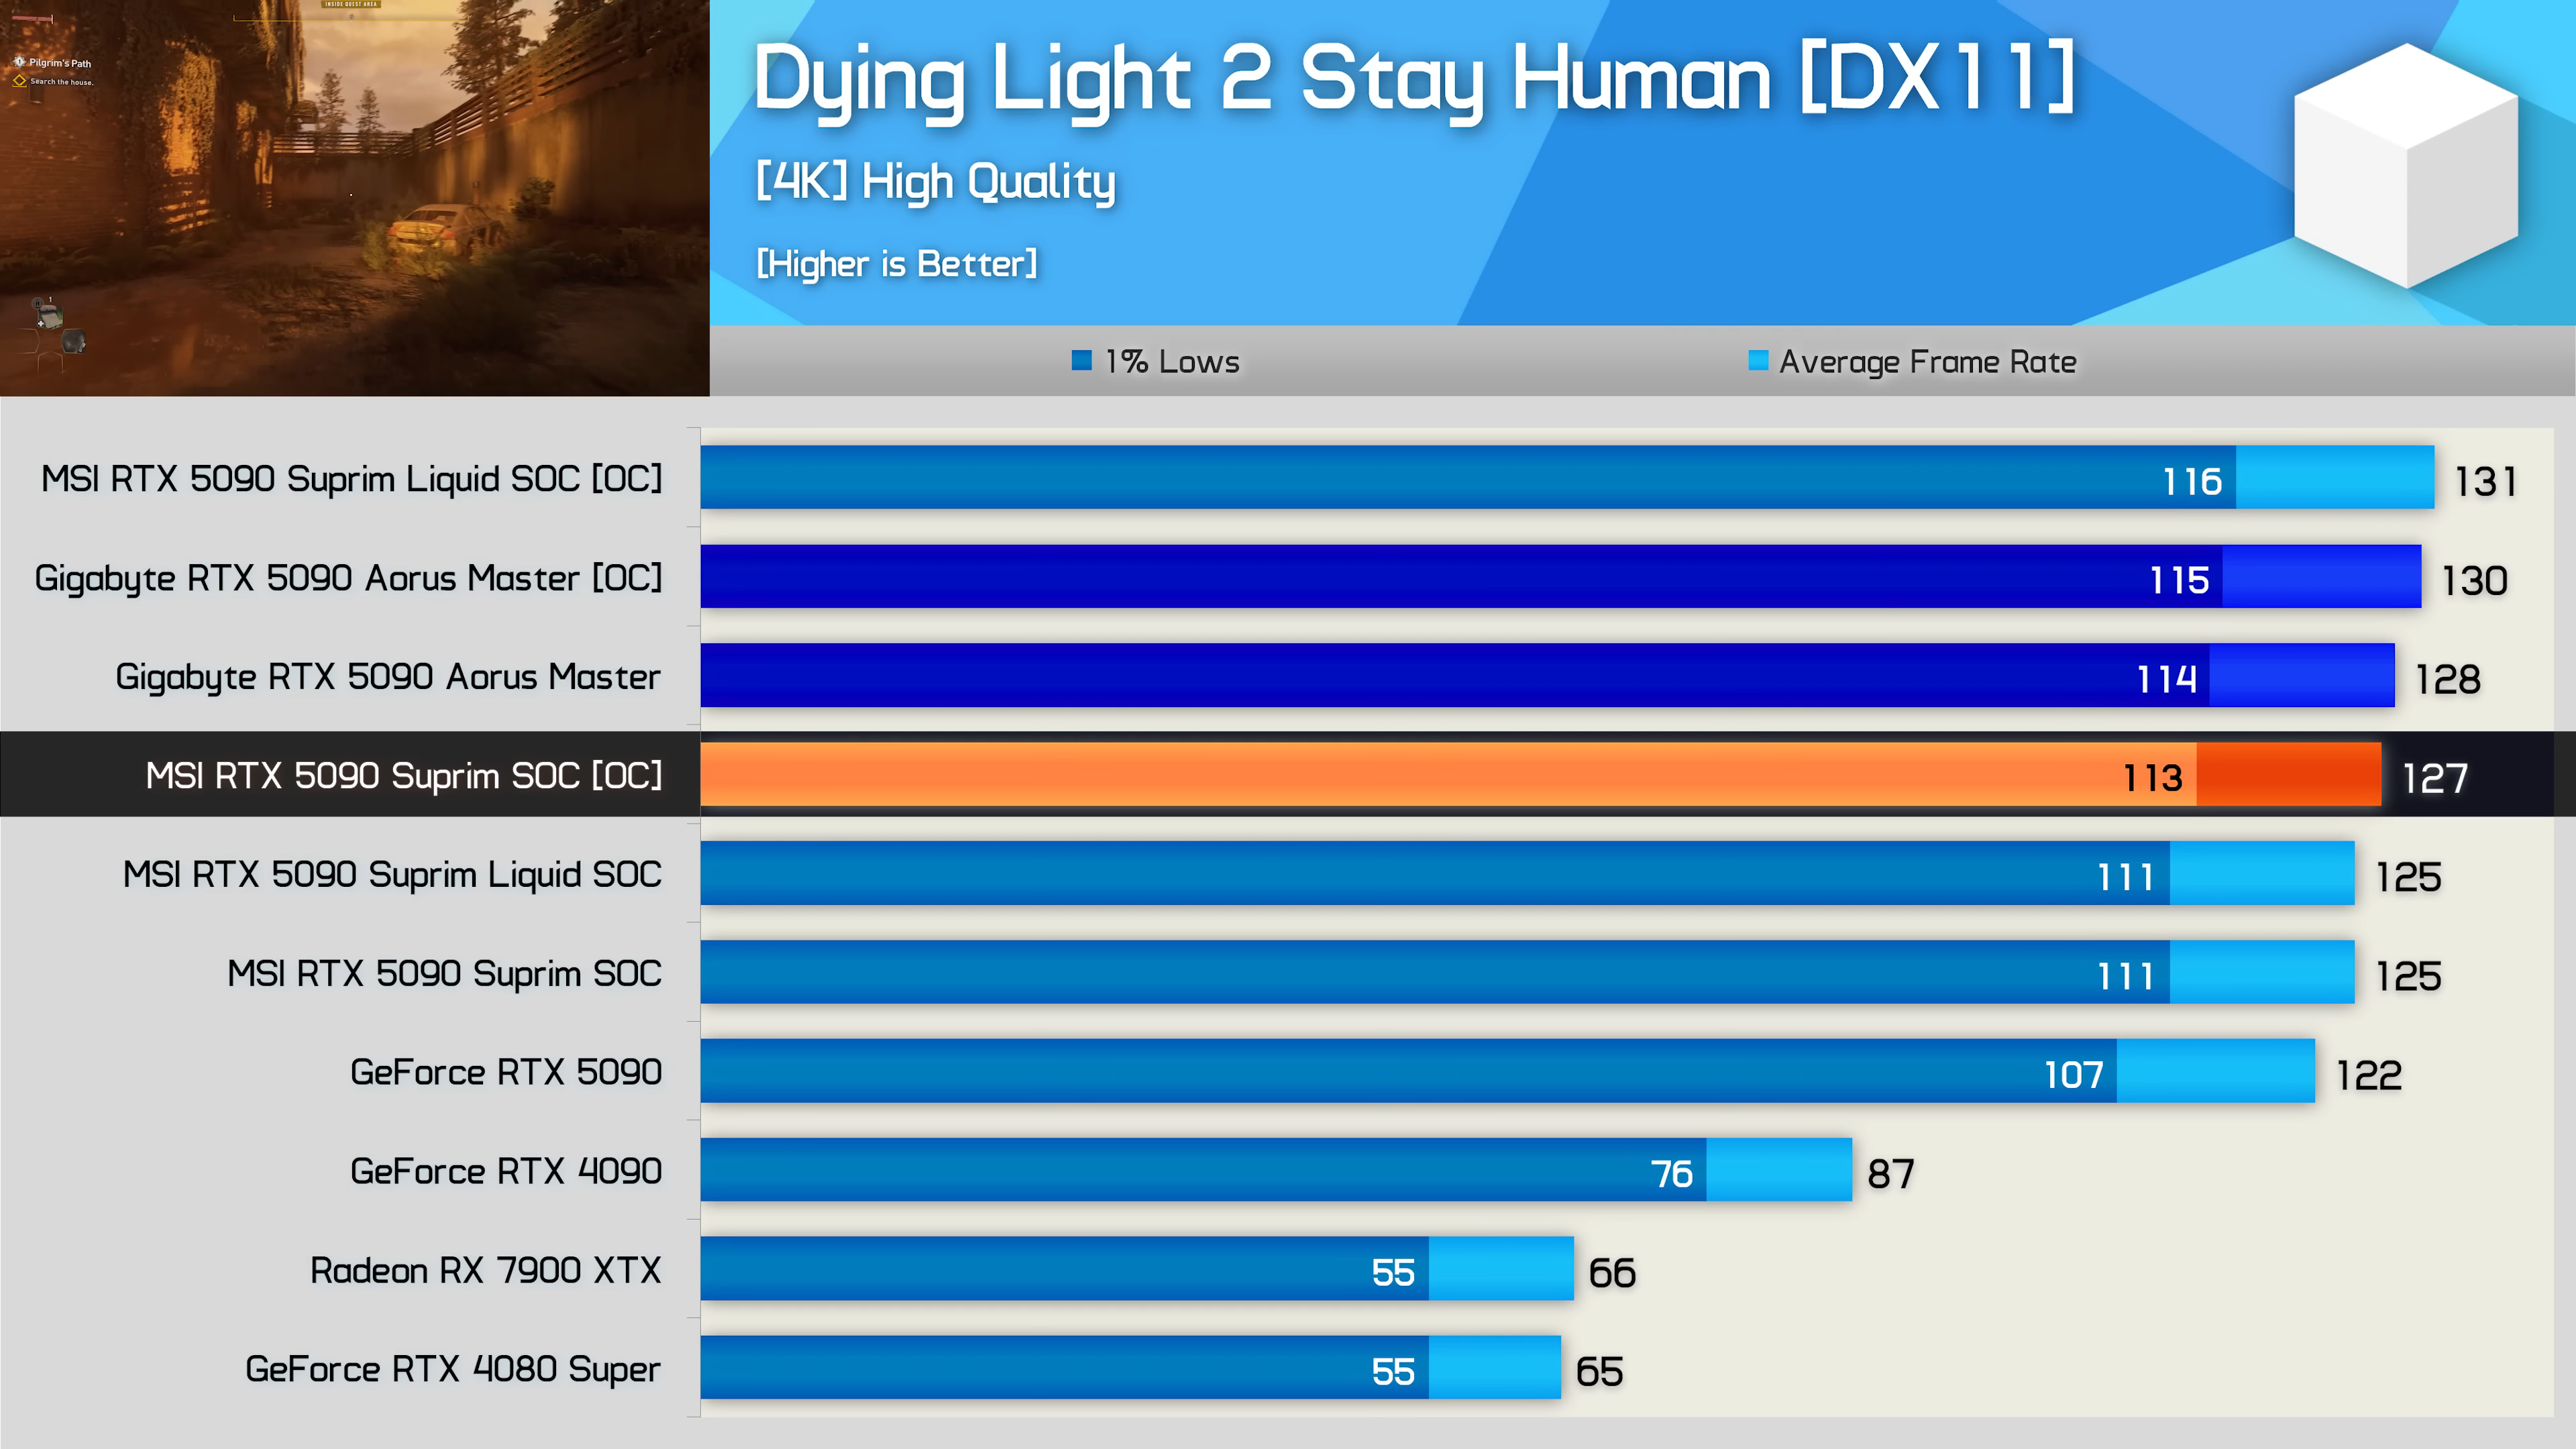 INSIDE QUEST AREA
Pilgrim's Path
Search the house.
1
Dying Light 2 Stay Human [DX11]
[4K] High Quality
[Higher is Better]
1% Lows
Average Frame Rate
MSI RTX 5090 Suprim Liquid SOC [OC]
116
131
Gigabyte RTX 5090 Aorus Master [OC]
115
130
Gigabyte RTX 5090 Aorus Master
114
128
MSI RTX 5090 Suprim SOC [OC]
113
127
MSI RTX 5090 Suprim Liquid SOC
111
125
MSI RTX 5090 Suprim SOC
111
125
GeForce RTX 5090
107
122
GeForce RTX 4090
76
87
Radeon RX 7900 XTX
55
66
GeForce RTX 4080 Super
55
65